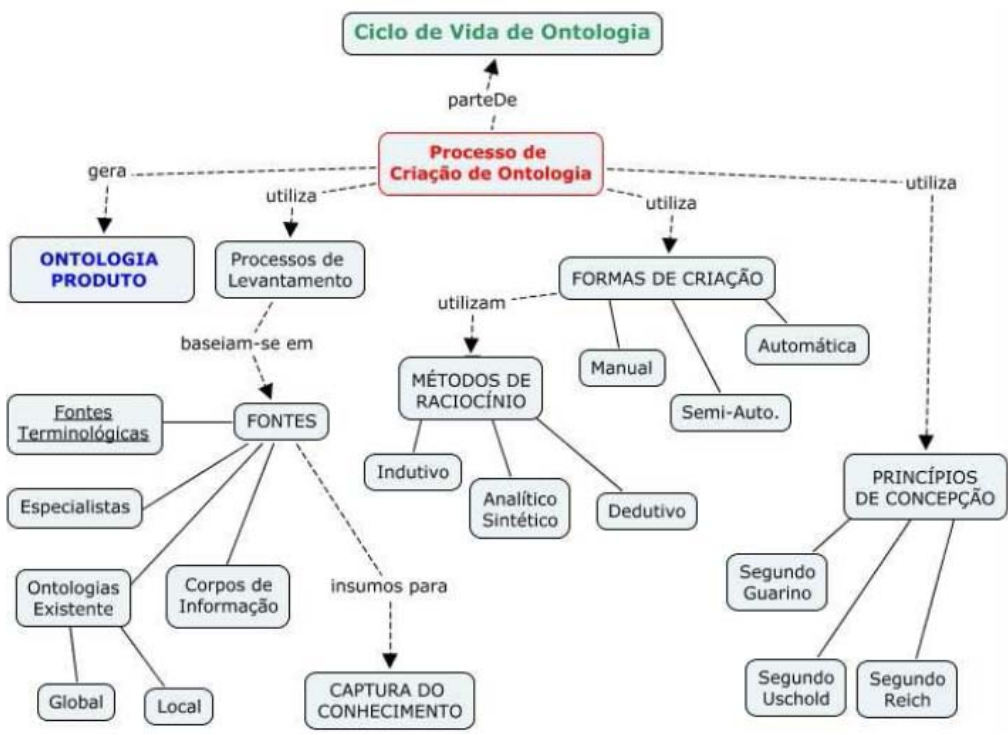 Ciclo de Vida de Ontologia
parteDe
Processo de
Criação de Ontologia
gera
utiliza
utiliza
utiliza
ONTOLOGIA
PRODUTO
Processos de
Levantamento
FORMAS DE CRIAÇÃO
utilizam
baseiam-se em
Manual
Semi-Auto.
Automática
MÉTODOS DE
RACIOCÍNIO
Indutivo
Analítico
Sintético
Dedutivo
Fontes
Terminológicas
FONTES
Especialistas
Ontologias
Existente
Corpos de
Informação
Global
Local
insumos para
CAPTURA DO
CONHECIMENTO
PRINCÍPIOS
DE CONCEPÇÃO
Segundo
Guarino
Segundo
Uschold
Segundo
Reich